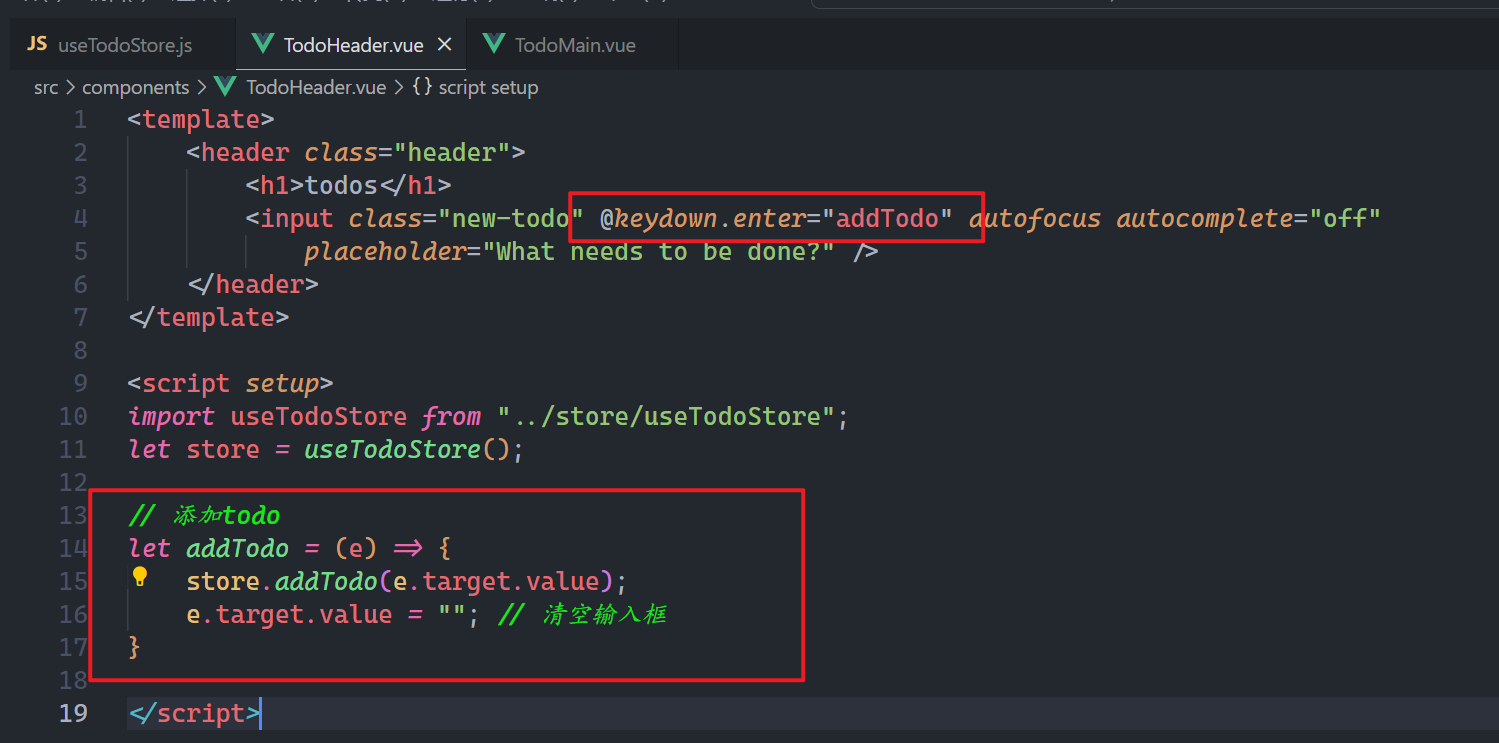 JS useTodoStore.js TodoHeader.vue × TodoMain.vue
src > components > TodoHeader.vue > {} script setup
1 <template>
2 <header class="header">
3 <h1>todos</h1>
4 <input class="new-todo" @keydown.enter="addTodo" autofocus autocomplete="off"
5 placeholder="What needs to be done?" />
6 </header>
7 </template>
8
9 <script setup>
10 import useTodoStore from "../store/useTodoStore";
11 let store = useTodoStore();
12
13 // 添加todo
14 let addTodo = (e) => {
15 store.addTodo(e.target.value);
16 e.target.value = ""; // 清空输入框
17 }
18
19 </script>